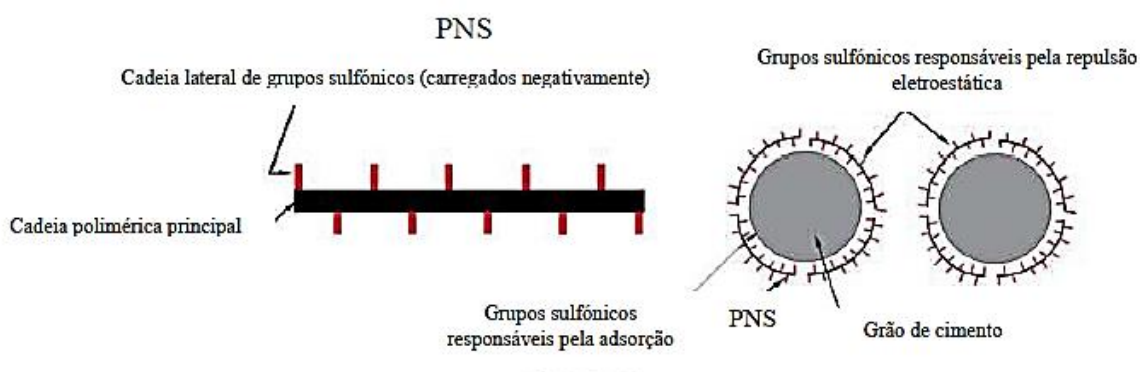 PNS
Cadeia lateral de grupos sulfónicos (carregados negativamente)
Cadeia polimérica principal
Grupos sulfónicos responsáveis pela repulsão
eletroestática
Grupos sulfónicos
responsáveis pela adsorção
PNS
Grão de cimento